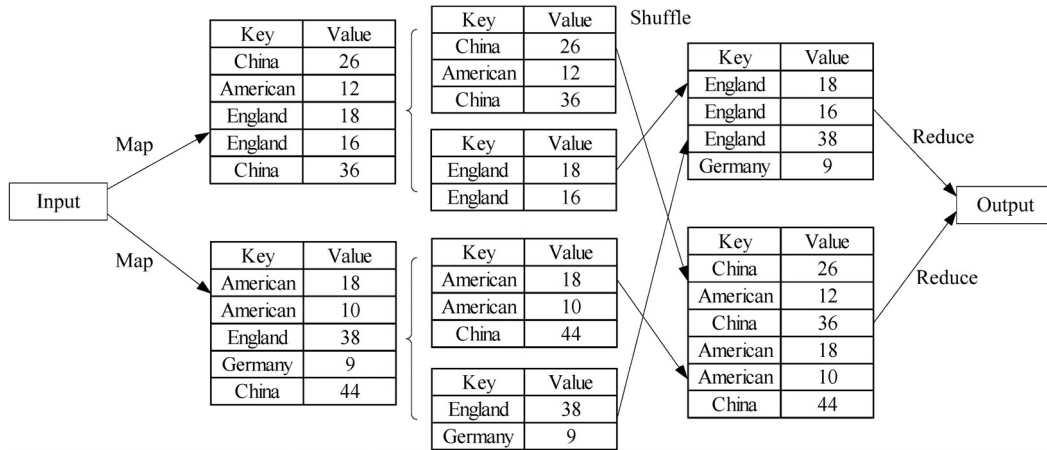 Input
Map
Map
Key Value
China 26
American 12
England 18
England 16
China 36
Key Value
American 18
American 10
England 38
Germany 9
China 44
Key Value
China 26
American 12
China 36
Key Value
England 18
England 16
Key Value
American 18
American 10
China 44
Key Value
England 38
Germany 9
Shuffle
Key Value
England 18
England 16
England 38
Germany 9
Key Value
China 26
American 12
China 36
American 18
American 10
China 44
Reduce
Reduce
Output